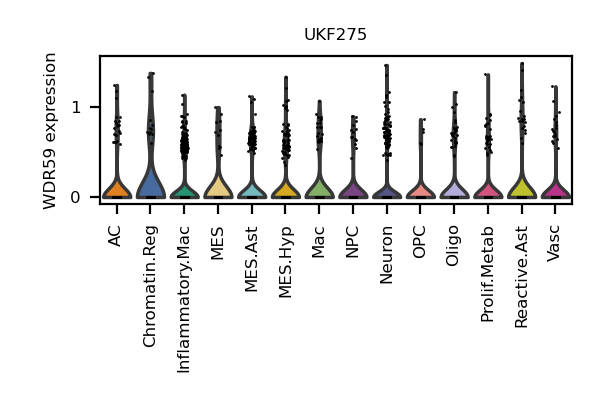 UKF275
WDR59 expression
1
0
AC
Chromatin.Reg
Inflammatory.Mac
MES
MES.Ast
MES.Hyp
Mac
NPC
Neuron
OPC
Oligo
Prolif.Metab
Reactive.Ast
Vasc